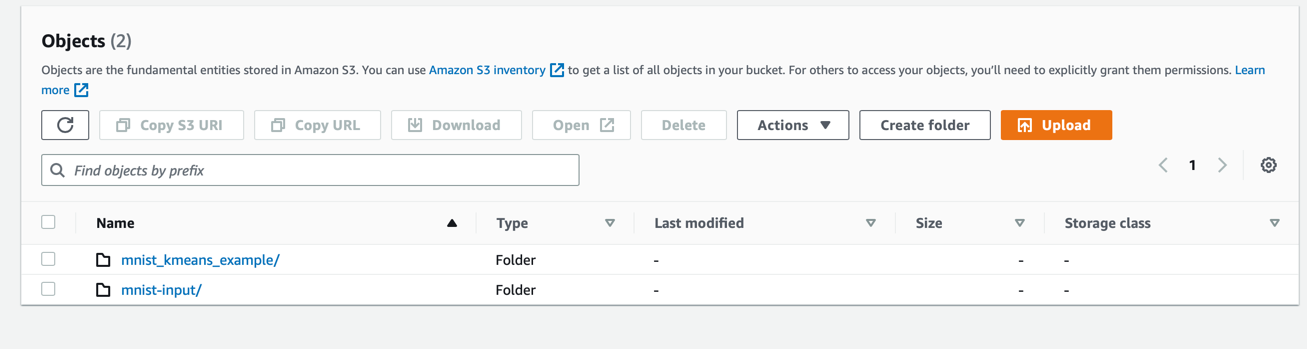 Objects (2)
Objects are the fundamental entities stored in Amazon S3. You can use Amazon S3 inventory to get a list of all objects in your bucket. For others to access your objects, you'll need to explicitly grant them permissions. Learn
more
Copy S3 URI Copy URL Download Open Delete Actions Create folder Upload
Find objects by prefix 1
Name Type Last modified Size Storage class
mnist_kmeans_example/ Folder - - -
mnist-input/ Folder - - -